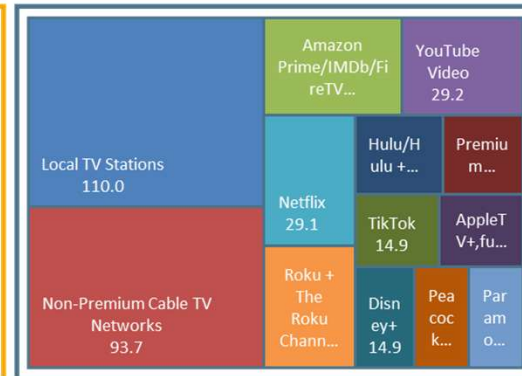 Local TV Stations
110.0
Non-Premium Cable TV
Networks
93.7
Amazon
Prime/IMDb/Fi
reTV...
YouTube
Video
29.2
Netflix
29.1
Hulu/H
ulu +...
Premiu
m...
TikTok
14.9
AppleT
V+,fu...
Roku +
The
Roku
Chann...
Disn
ey+
14.9
Pea
coc
k...
Par
am
o...